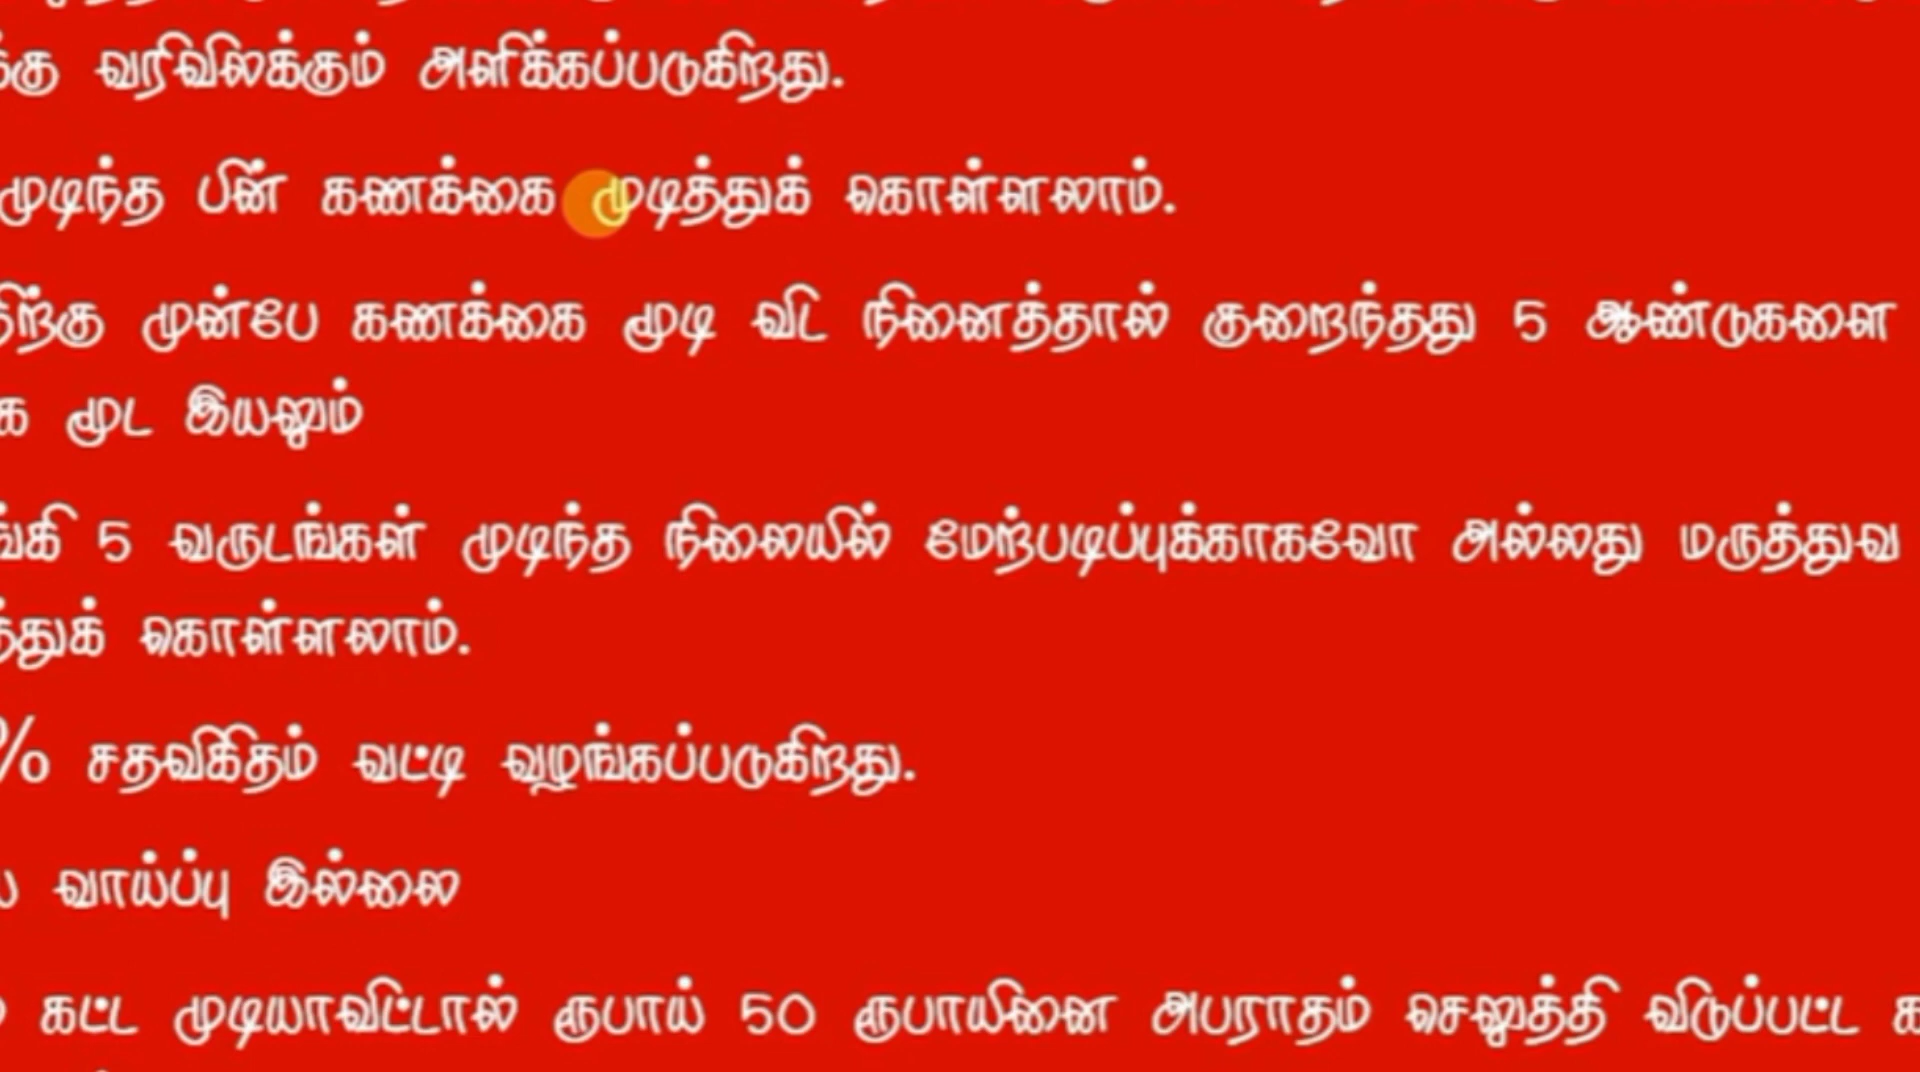 வரிவிலக்கும் அளிக்கப்படுகிறது.
முடிந்த பின் கணக்கை முடித்துக் கொள்ளலாம்.
முன்பே கணக்கை மூடி விட நினைத்தால் குறைந்தது 5 ஆண்டுகளை
மூட இயலும்
5 வருடங்கள் முடிந்த நிலையில் மேற்படிப்புக்காகவோ அல்லது மருத்துவ
கொள்ளலாம்.
% சதவிகிதம் வட்டி வழங்கப்படுகிறது.
வாய்ப்பு இல்லை
கட்ட முடியாவிட்டால் ரூபாய் 50 ரூபாயினை அபராதம் செலுத்தி விடுப்பட்ட